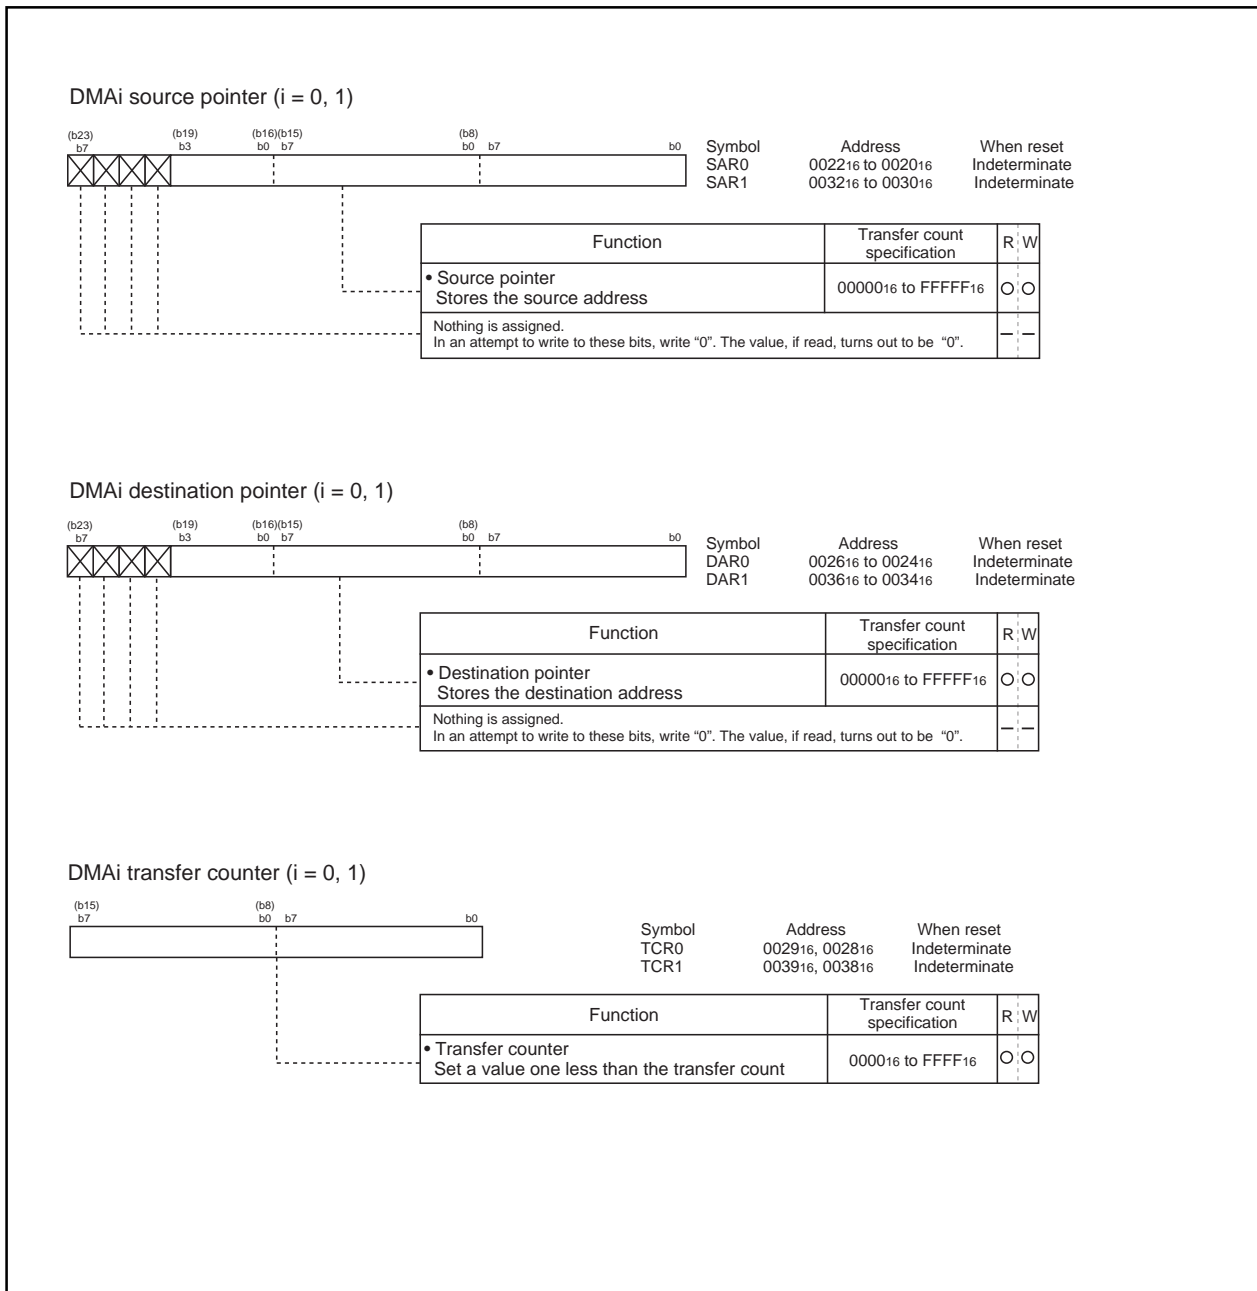 DMAi source pointer (i = 0, 1)
(b23) (b19) (b16)(b15) (b8)
b7 b3 b0 b7 b0 b7 b0
Symbol Address When reset
SAR0 002216 to 002016 Indeterminate
SAR1 003216 to 003016 Indeterminate
Function Transfer count specification R W
• Source pointer
Stores the source address 0000016 to FFFFF16
Nothing is assigned.
In an attempt to write to these bits, write “0”. The value, if read, turns out to be “0”.
DMAi destination pointer (i = 0, 1)
(b23) (b19) (b16)(b15) (b8)
b7 b3 b0 b7 b0 b7 b0
Symbol Address When reset
DAR0 002616 to 002416 Indeterminate
DAR1 003616 to 003416 Indeterminate
Function Transfer count specification R W
• Destination pointer
Stores the destination address 0000016 to FFFFF16
Nothing is assigned.
In an attempt to write to these bits, write “0”. The value, if read, turns out to be “0”.
DMAi transfer counter (i = 0, 1)
(b15) (b8)
b7 b0 b7 b0
Symbol Address When reset
TCR0 002916, 002816 Indeterminate
TCR1 003916, 003816 Indeterminate
Function Transfer count specification R W
• Transfer counter
Set a value one less than the transfer count 000016 to FFFF16